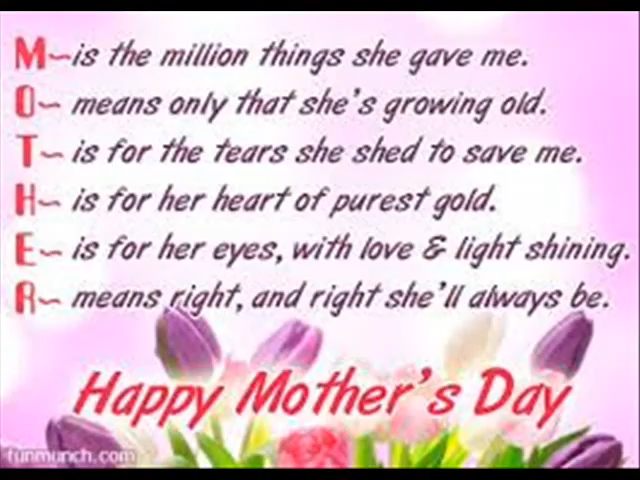 M~is the million things she gave me.
O~ means only that she's growing old.
T~ is for the tears she shed to save me.
H~ is for her heart of purest gold.
E~ is for her eyes, with love & light shining.
R~ means right, and right she'll always be.
Happy Mother's Day
funmunch.com